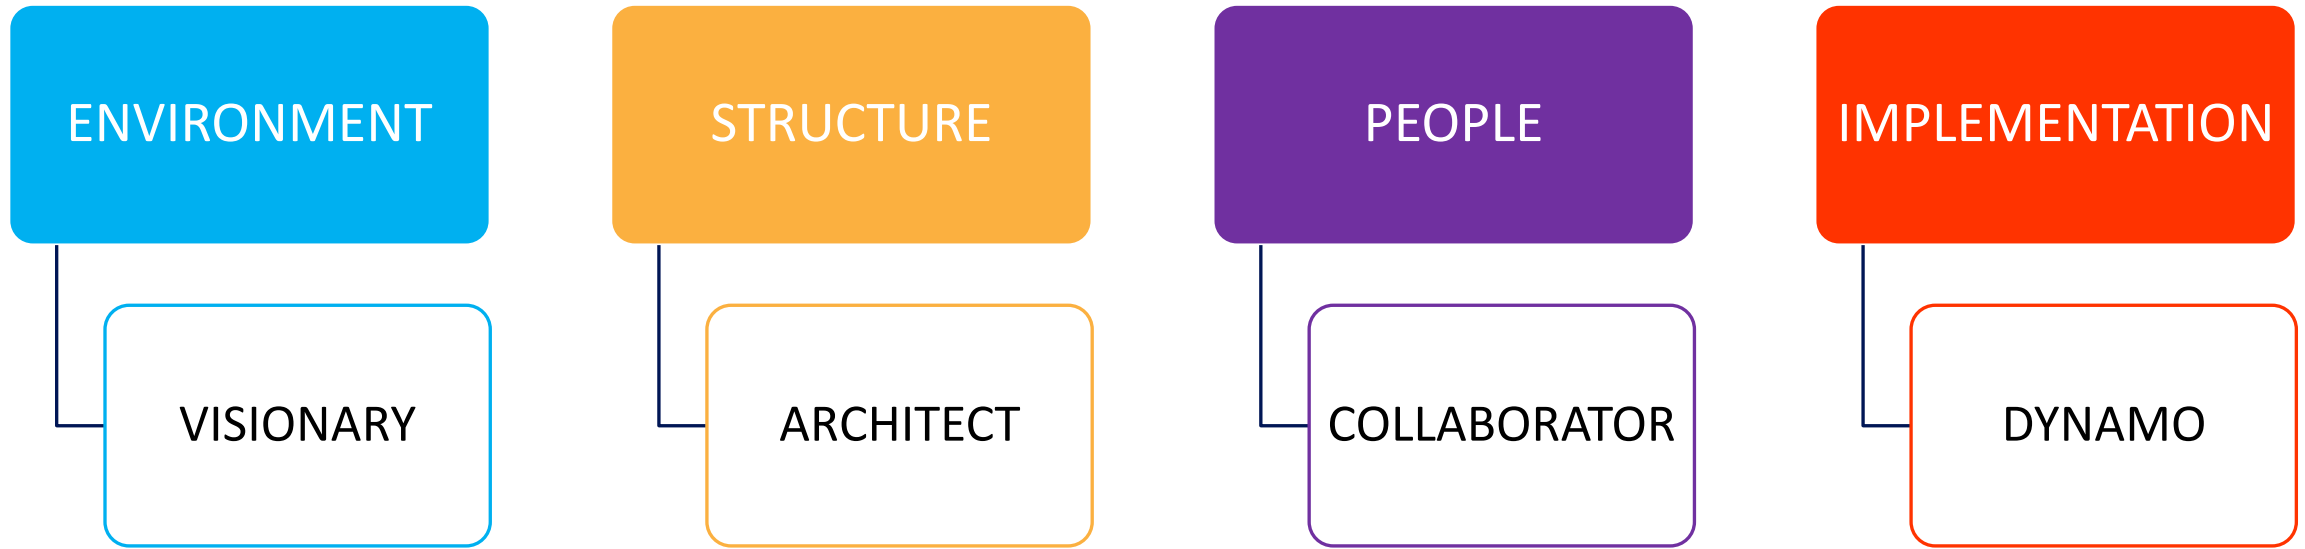 ENVIRONMENT
STRUCTURE
PEOPLE
IMPLEMENTATION
VISIONARY
ARCHITECT
COLLABORATOR
DYNAMO